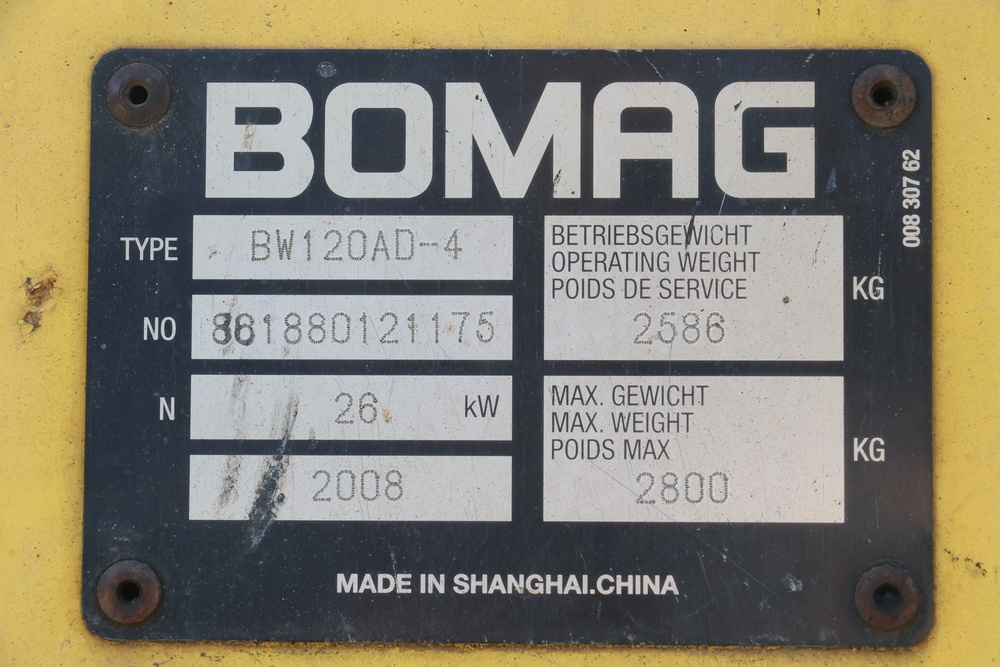 BOMAG
008 307 62
TYPE BW120AD-4
NO 861880121175
N 26 kW
2008
BETRIEBSGEWICHT
OPERATING WEIGHT
POIDS DE SERVICE
2586 KG
MAX. GEWICHT
MAX. WEIGHT
POIDS MAX
2800 KG
MADE IN SHANGHAI.CHINA